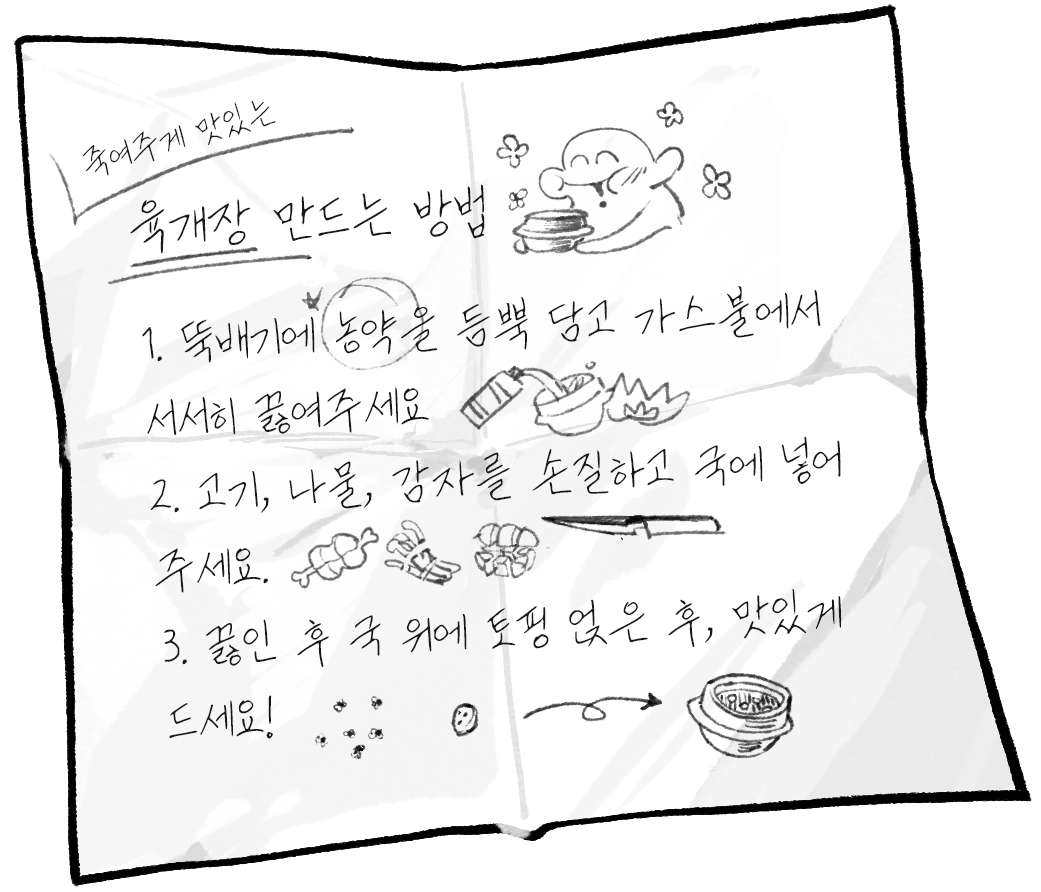 죽여주게 맛있는
육개장 만드는 방법
1. 뚝배기에 농약을 듬뿍 담고 가스불에서
서서히 끓여주세요
2. 고기, 나물, 감자를 손질하고 국에 넣어
주세요.
3. 끓인 후 국 위에 토핑 얹은 후, 맛있게
드세요!